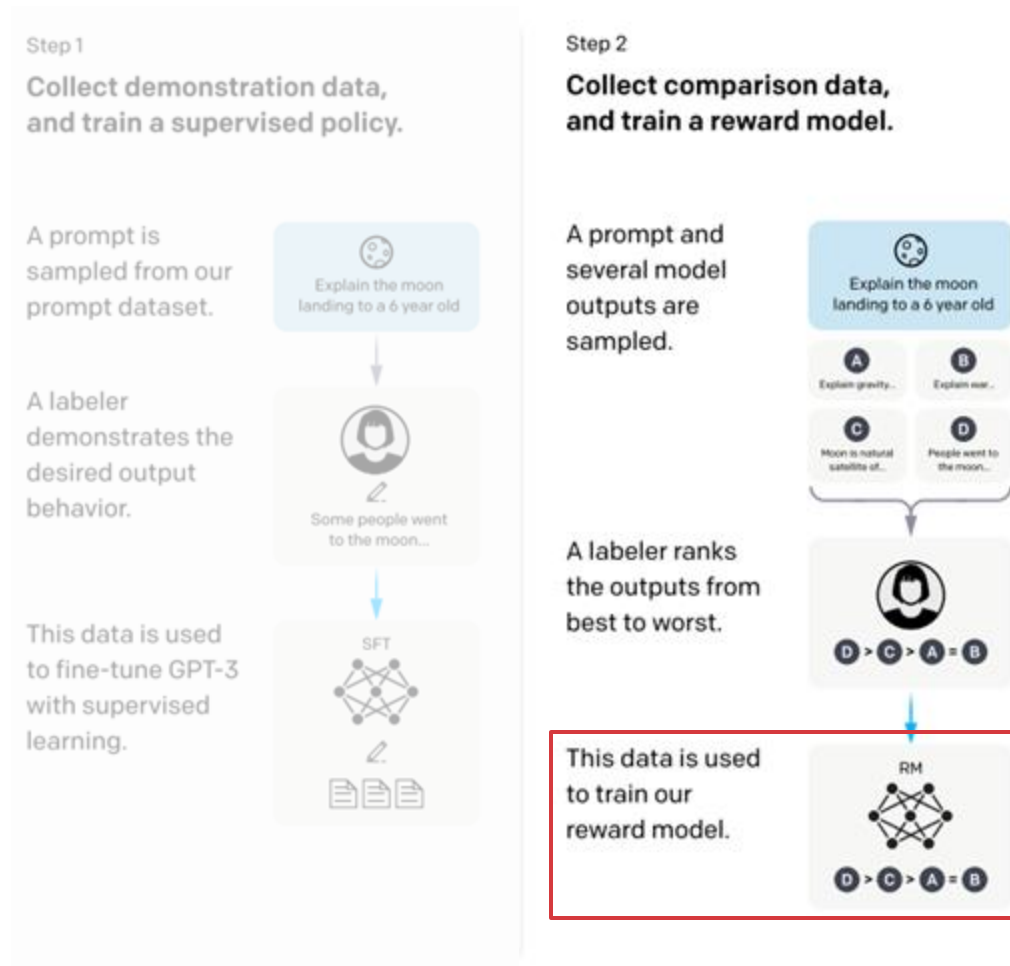 Step 1
Collect demonstration data,
and train a supervised policy.
A prompt is
sampled from our
prompt dataset.
Explain the moon
landing to a 6 year old
A labeler
demonstrates the
desired output
behavior.
Some people went
to the moon...
This data is used
to fine-tune GPT-3
with supervised
learning.
SFT
Step 2
Collect comparison data,
and train a reward model.
A prompt and
several model
outputs are
sampled.
Explain the moon
landing to a 6 year old
A
Explain gravity...
B
Explain war...
C
Moon is natural
satellite of...
D
People went to
the moon...
A labeler ranks
the outputs from
best to worst.
D > C > A = B
This data is used
to train our
reward model.
RM
D > C > A = B